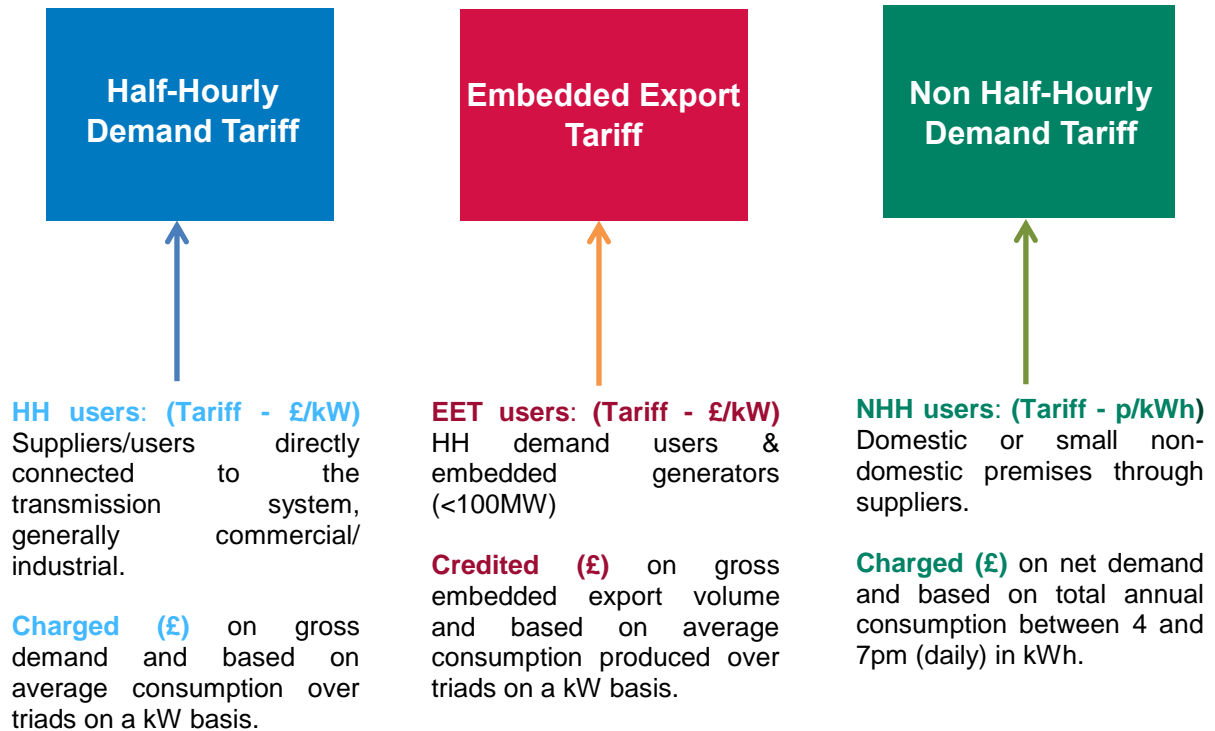 Half-Hourly
Demand Tariff
HH users: (Tariff - £/kW)
Suppliers/users directly
connected to the
transmission system,
generally commercial/
industrial.
Charged (£) on gross
demand and based on
average consumption over
triads on a kW basis.
Embedded Export
Tariff
EET users: (Tariff - £/kW)
HH demand users &
embedded generators
(<100MW)
Credited (£) on gross
embedded export volume
and based on average
consumption produced over
triads on a kW basis.
Non Half-Hourly
Demand Tariff
NHH users: (Tariff - p/kWh)
Domestic or small non-
domestic premises through
suppliers.
Charged (£) on net demand
and based on total annual
consumption between 4 and
7pm (daily) in kWh.